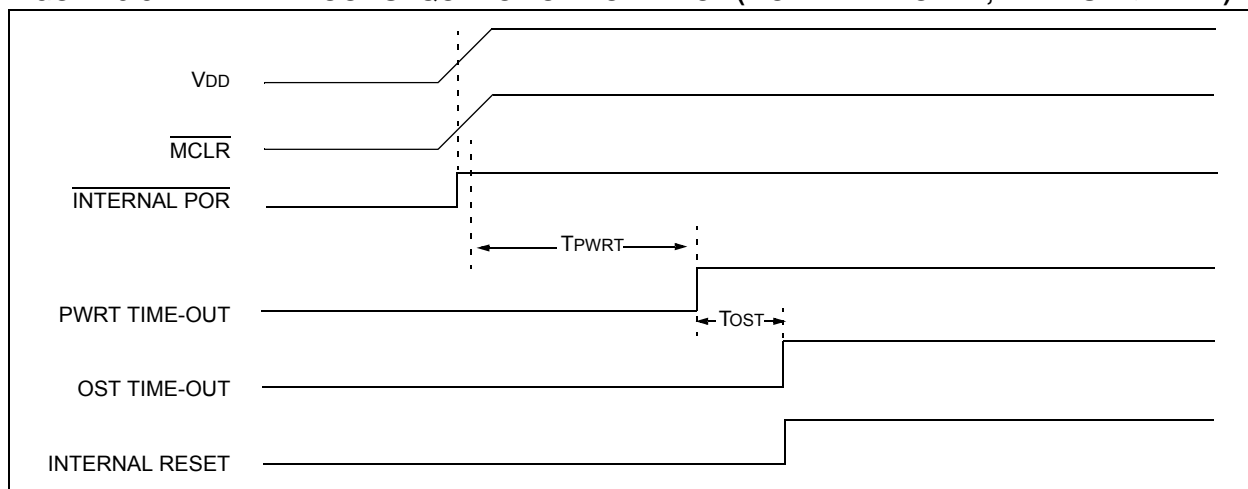 VDD
MCLR
INTERNAL POR
TPWRT
PWRT TIME-OUT
TOST
OST TIME-OUT
INTERNAL RESET